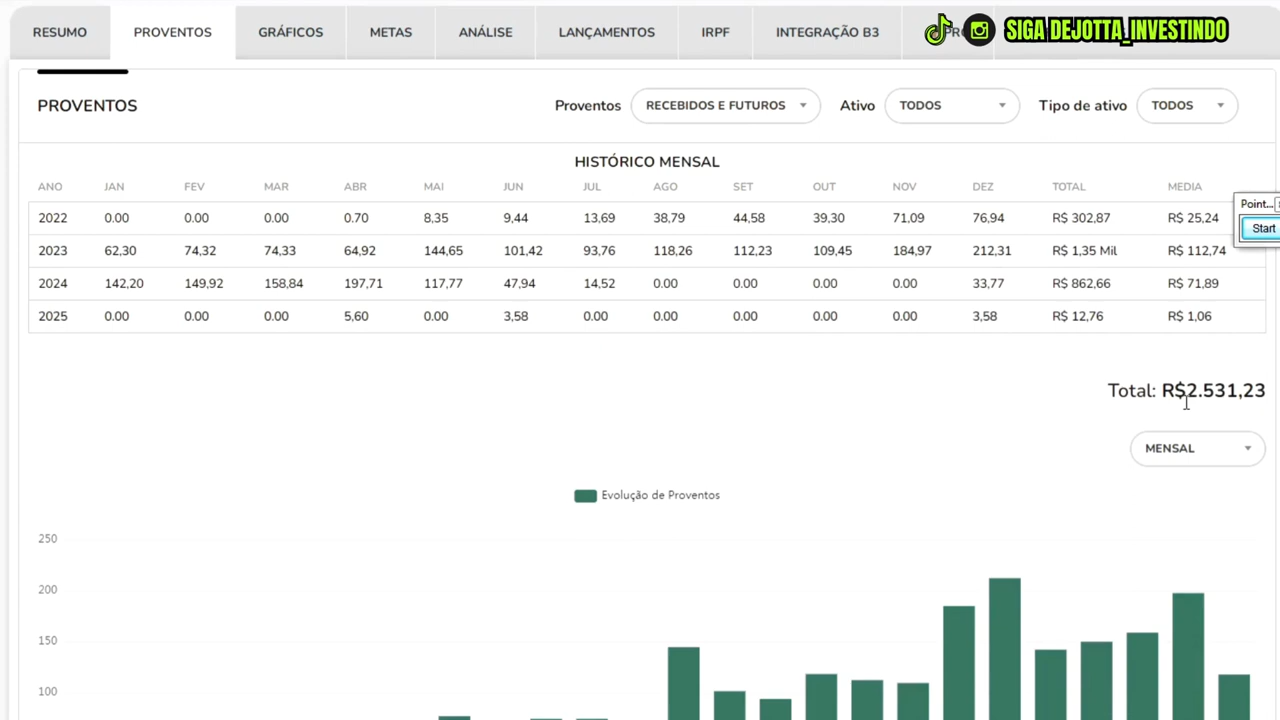 RESUMO PROVENTOS GRÁFICOS METAS ANÁLISE LANÇAMENTOS IRPF INTEGRAÇÃO B3 SIGA DEJOTTA_INVESTINDO
PROVENTOS Proventos RECEBIDOS E FUTUROS Ativo TODOS Tipo de ativo TODOS
HISTÓRICO MENSAL
ANO JAN FEV MAR ABR MAI JUN JUL AGO SET OUT NOV DEZ TOTAL MEDIA
2022 0.00 0.00 0.00 0.70 8,35 9,44 13,69 38,79 44,58 39,30 71,09 76,94 R$ 302,87 R$ 25,24
2023 62,30 74,32 74,33 64,92 144,65 101,42 93,76 118,26 112,23 109,45 184,97 212,31 R$ 1,35 Mil R$ 112,74
2024 142,20 149,92 158,84 197,71 117,77 47,94 14,52 0.00 0.00 0.00 0.00 33,77 R$ 862,66 R$ 71,89
2025 0.00 0.00 0.00 5,60 0.00 3,58 0.00 0.00 0.00 0.00 0.00 3,58 R$ 12,76 R$ 1,06
Point...
Start
Total: R$2.531,23
MENSAL
Evolução de Proventos
250
200
150
100